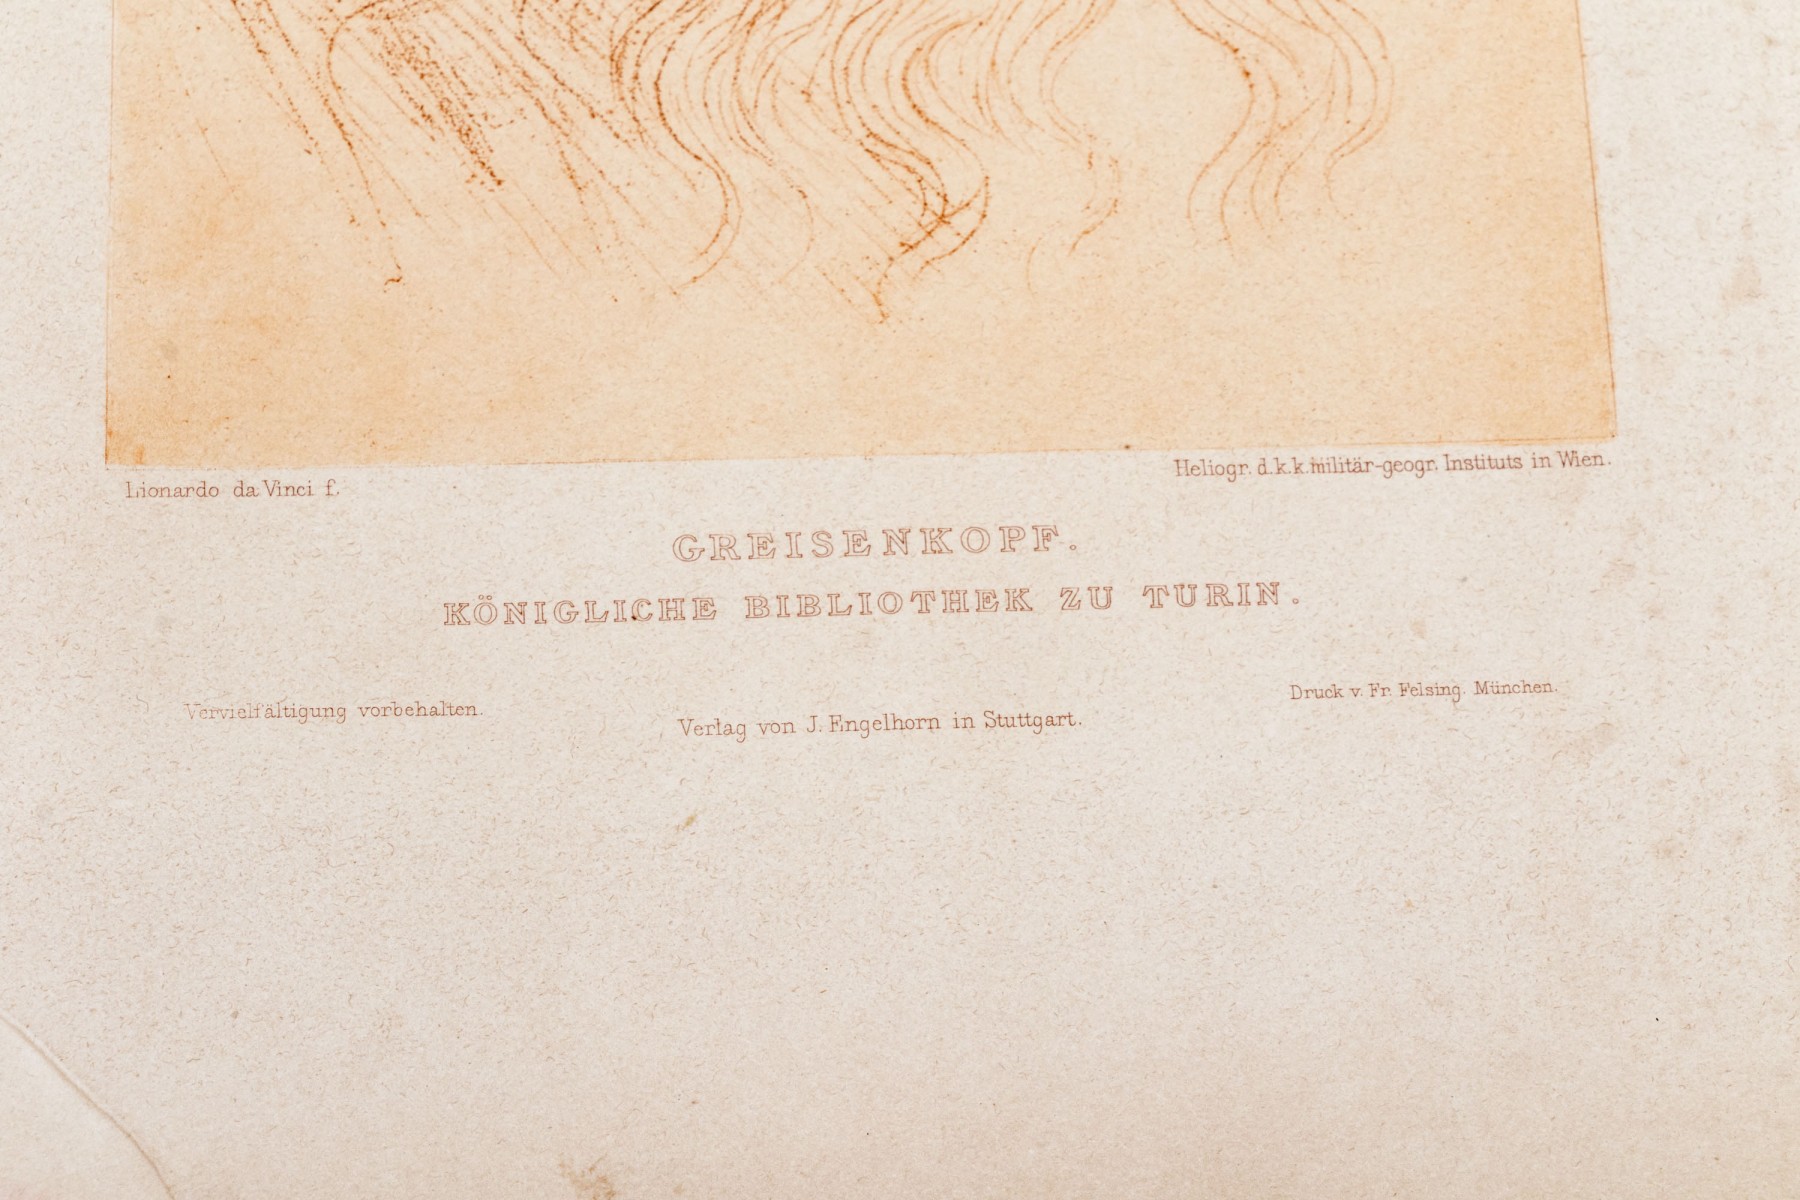 Lionardo da Vinci f.
Heliogr. d.k.k. militär-geogr. Instituts in Wien.
GREISENKOPF.
KÖNIGLICHE BIBLIOTHEK ZU TURIN.
Vervielfältigung vorbehalten.
Verlag von J. Engelhorn in Stuttgart.
Druck v. Fr. Felsing. München.